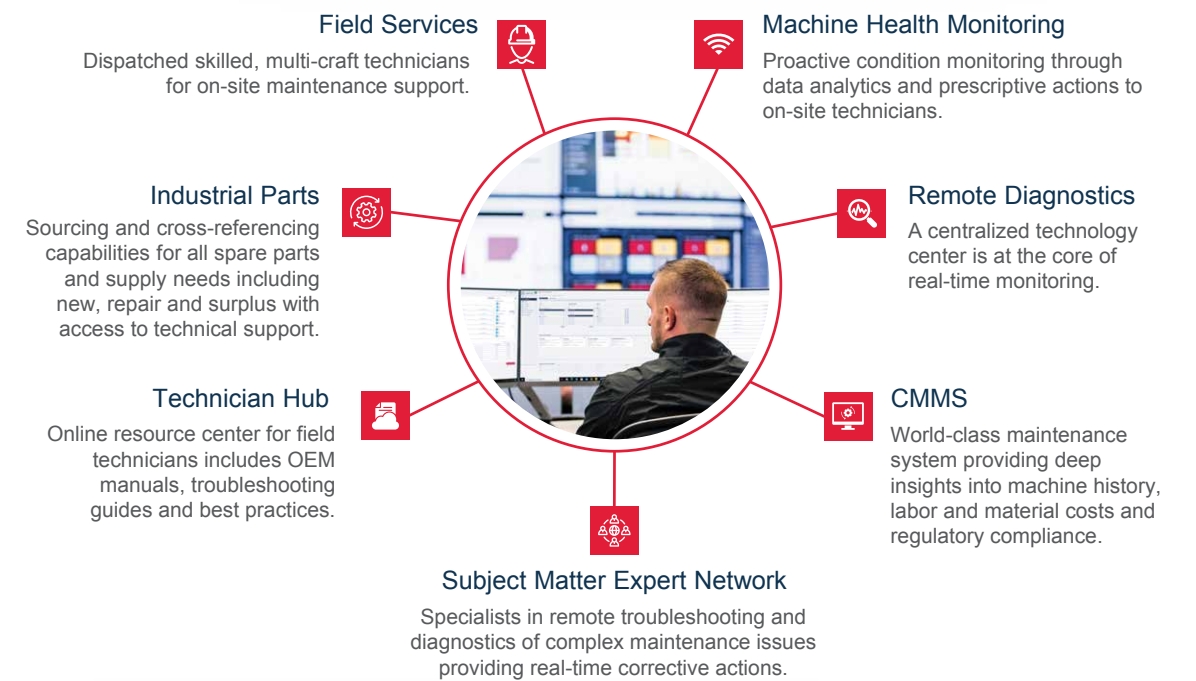 Field Services
Dispatched skilled, multi-craft technicians
for on-site maintenance support.
Machine Health Monitoring
Proactive condition monitoring through
data analytics and prescriptive actions to
on-site technicians.
Industrial Parts
Sourcing and cross-referencing
capabilities for all spare parts
and supply needs including
new, repair and surplus with
access to technical support.
Remote Diagnostics
A centralized technology
center is at the core of
real-time monitoring.
Technician Hub
Online resource center for field
technicians includes OEM
manuals, troubleshooting
guides and best practices.
CMMS
World-class maintenance
system providing deep
insights into machine history,
labor and material costs and
regulatory compliance.
Subject Matter Expert Network
Specialists in remote troubleshooting and
diagnostics of complex maintenance issues
providing real-time corrective actions.